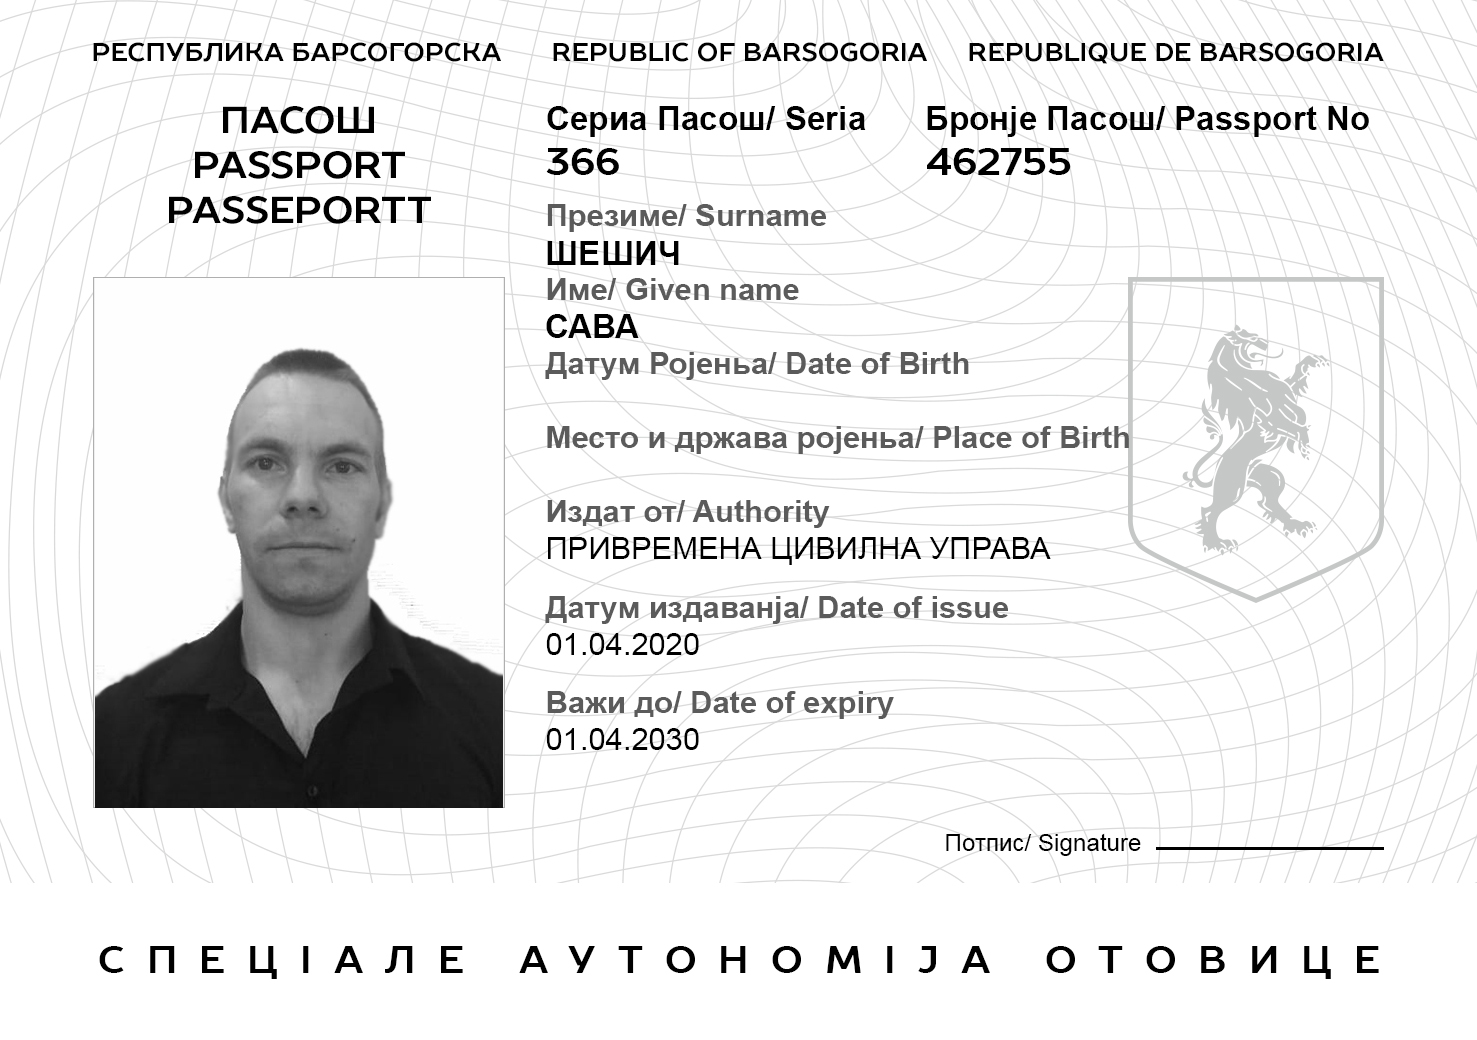 РЕСПУБЛИКА БАРСОГОРСКА REPUBLIC OF BARSOGORIA REPUBLIQUE DE BARSOGORIA
ПАСОШ
PASSPORT
PASSEPORTT
Сериа Пасош/ Seria Бронје Пасош/ Passport No
366 462755
Презиме/ Surname
ШЕШИЧ
Име/ Given name
САВА
Датум Ројења/ Date of Birth
Место и држава ројења/ Place of Birth
Издат от/ Authority
ПРИВРЕМЕНА ЦИВИЛНА УПРАВА
Датум издаванја/ Date of issue
01.04.2020
Важи до/ Date of expiry
01.04.2030
Потпис/ Signature
СПЕЦІАЛЕ АУТОНОМІЈА ОТОВИЦЕ